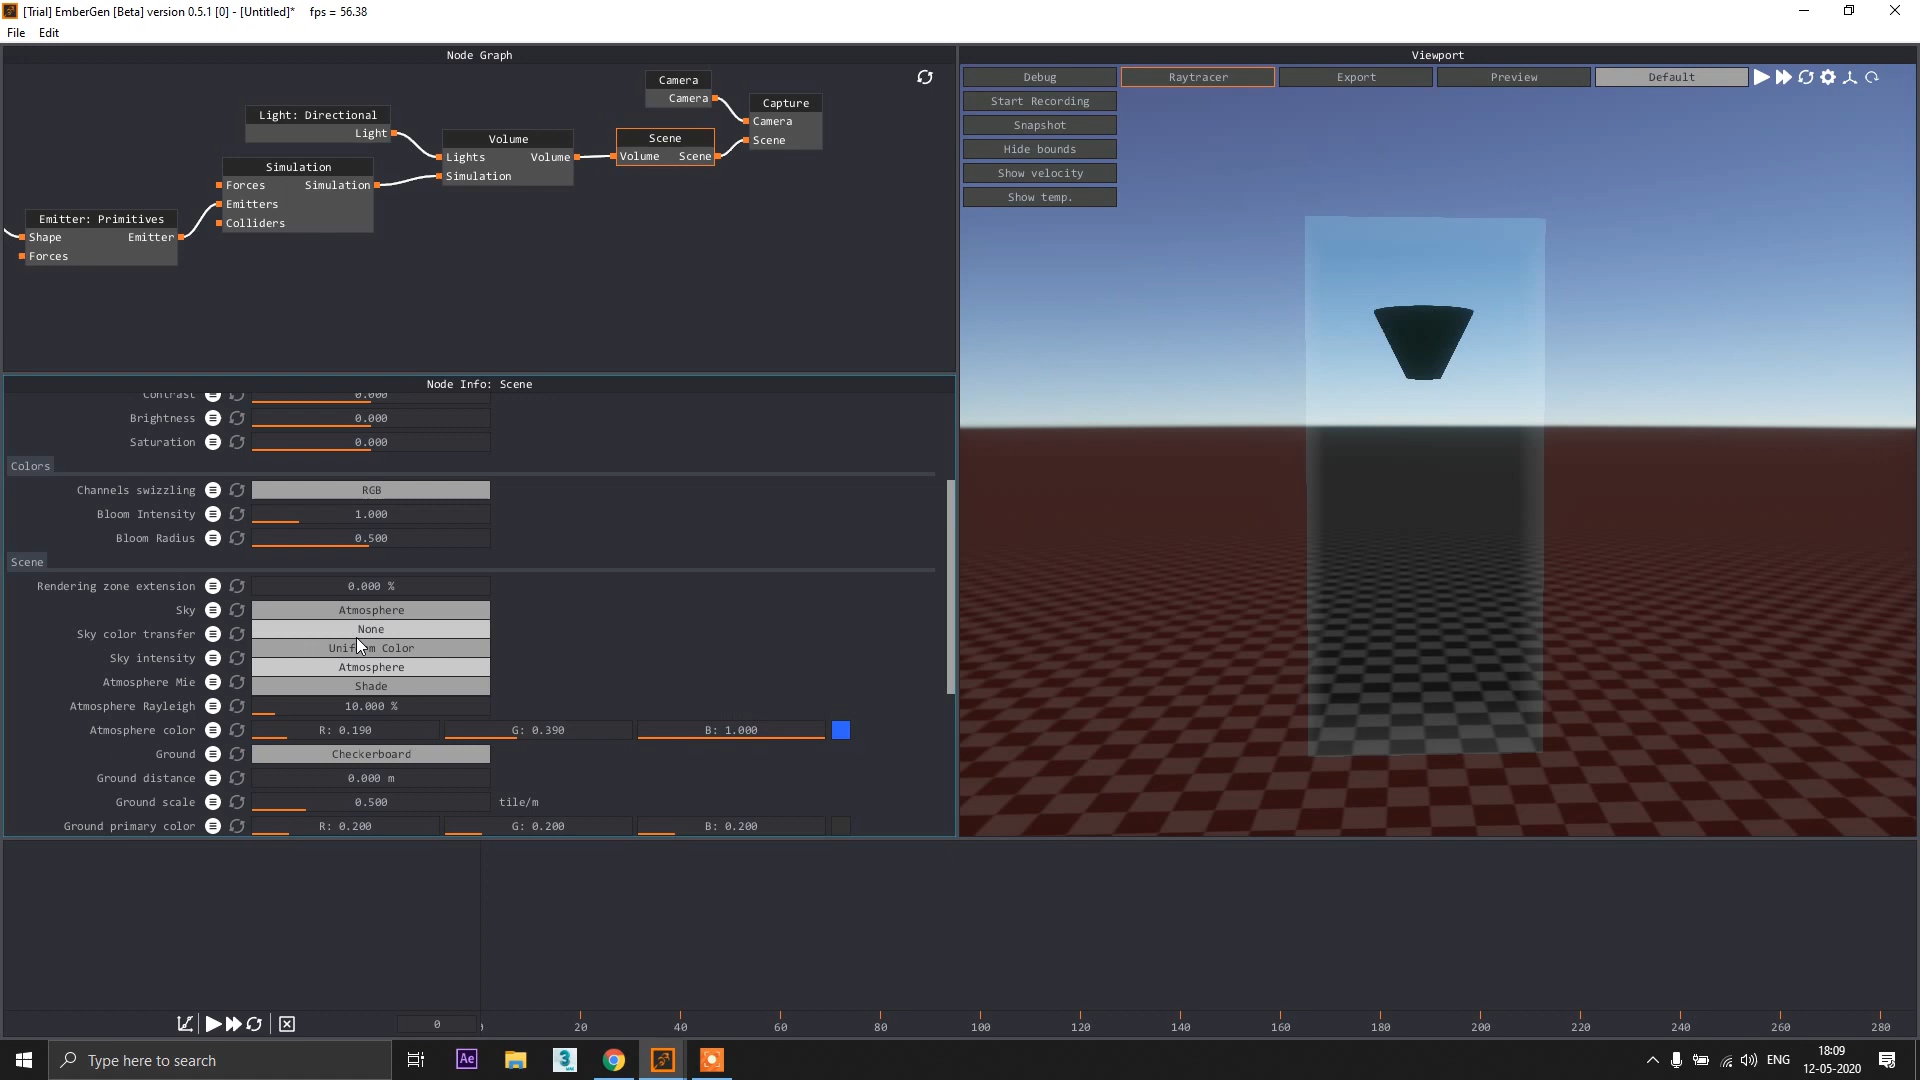 [Trial] EmberGen [Beta] version 0.5.1 [0] - [Untitled]* fps = 56.38
File Edit
Node Graph
Viewport
Camera
Camera
Capture
Camera
Scene
Light: Directional
Light
Volume
Lights Volume
Simulation
Scene
Volume Scene
Simulation
Forces Simulation
Emitters
Colliders
Emitter: Primitives
Shape Emitter
Forces
Debug Raytracer Export Preview Default
Start Recording
Snapshot
Hide bounds
Show velocity
Show temp.
Node Info: Scene
Contrast 0.000
Brightness 0.000
Saturation 0.000
Colors
Channels swizzling RGB
Bloom Intensity 1.000
Bloom Radius 0.500
Scene
Rendering zone extension 0.000 %
Sky Atmosphere
None
Sky color transfer
Uniform Color
Sky intensity
Atmosphere
Atmosphere Mie
Shade
Atmosphere Rayleigh 10.000 %
Atmosphere color R: 0.190 G: 0.390 B: 1.000
Ground Checkerboard
Ground distance 0.000 m
Ground scale 0.500 tile/m
Ground primary color R: 0.200 G: 0.200 B: 0.200
0 20 40 60 80 100 120 140 160 180 200 220 240 260 280
Ae
3
Type here to search
ENG
18:09
12-05-2020